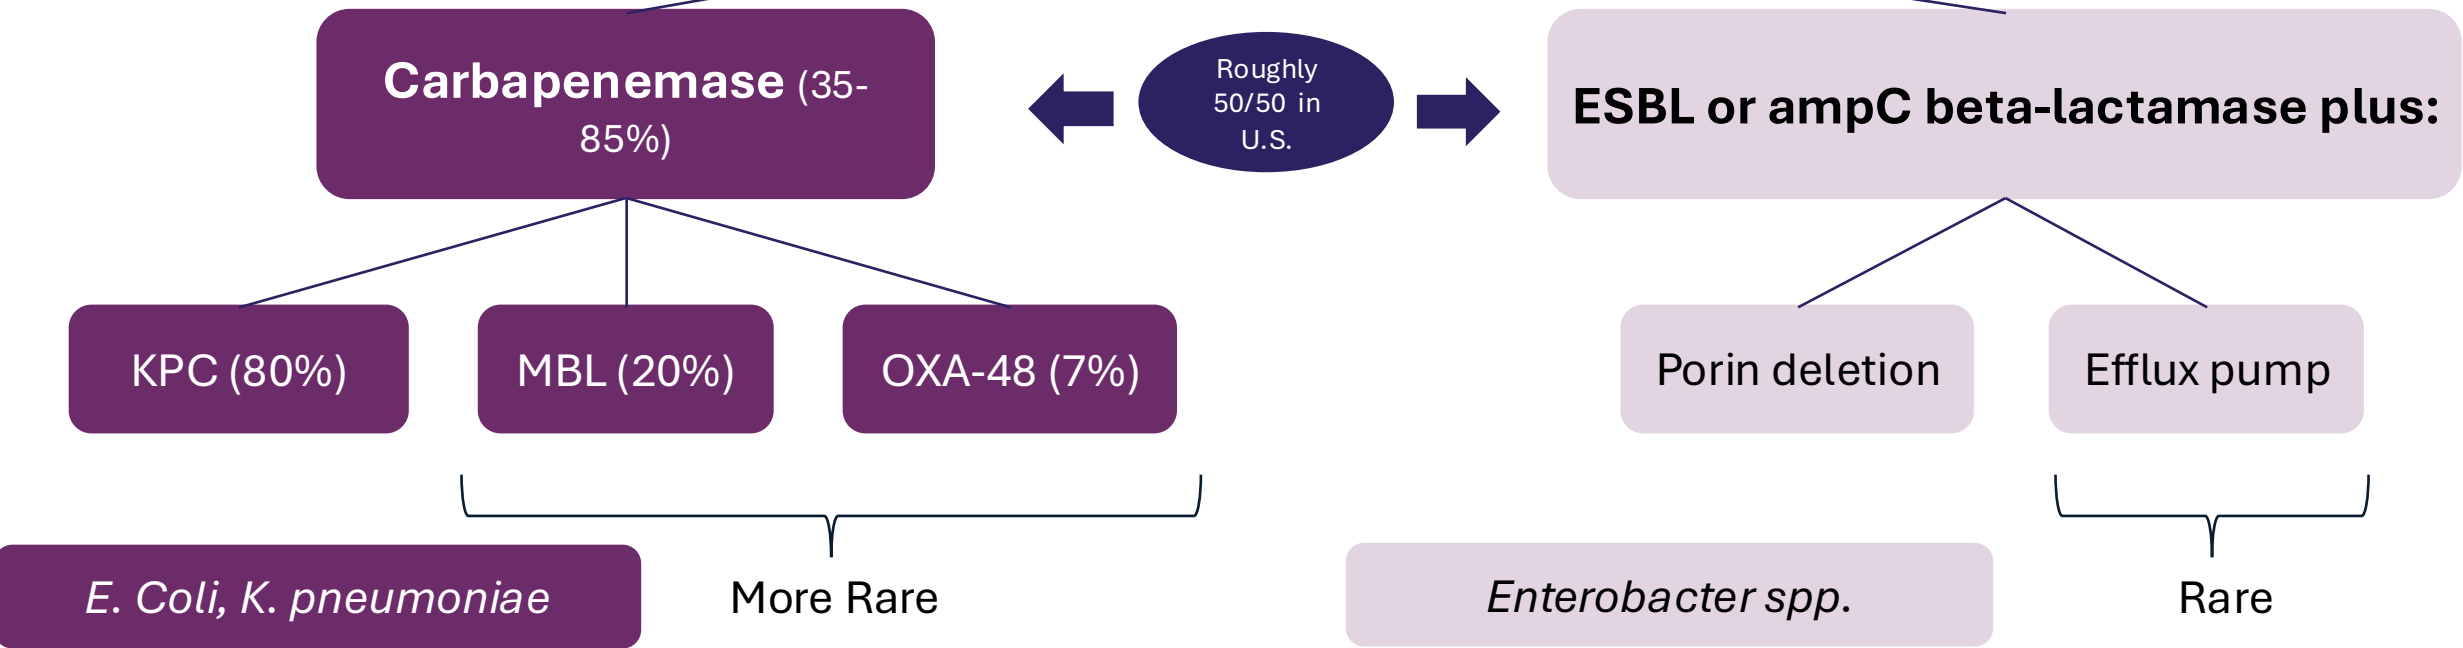 Carbapenemase (35-
85%)
Roughly
50/50 in
U.S.
ESBL or ampC beta-lactamase plus:
KPC (80%)
MBL (20%)
OXA-48 (7%)
Porin deletion
Efflux pump
E. Coli, K. pneumoniae
More Rare
Enterobacter spp.
Rare